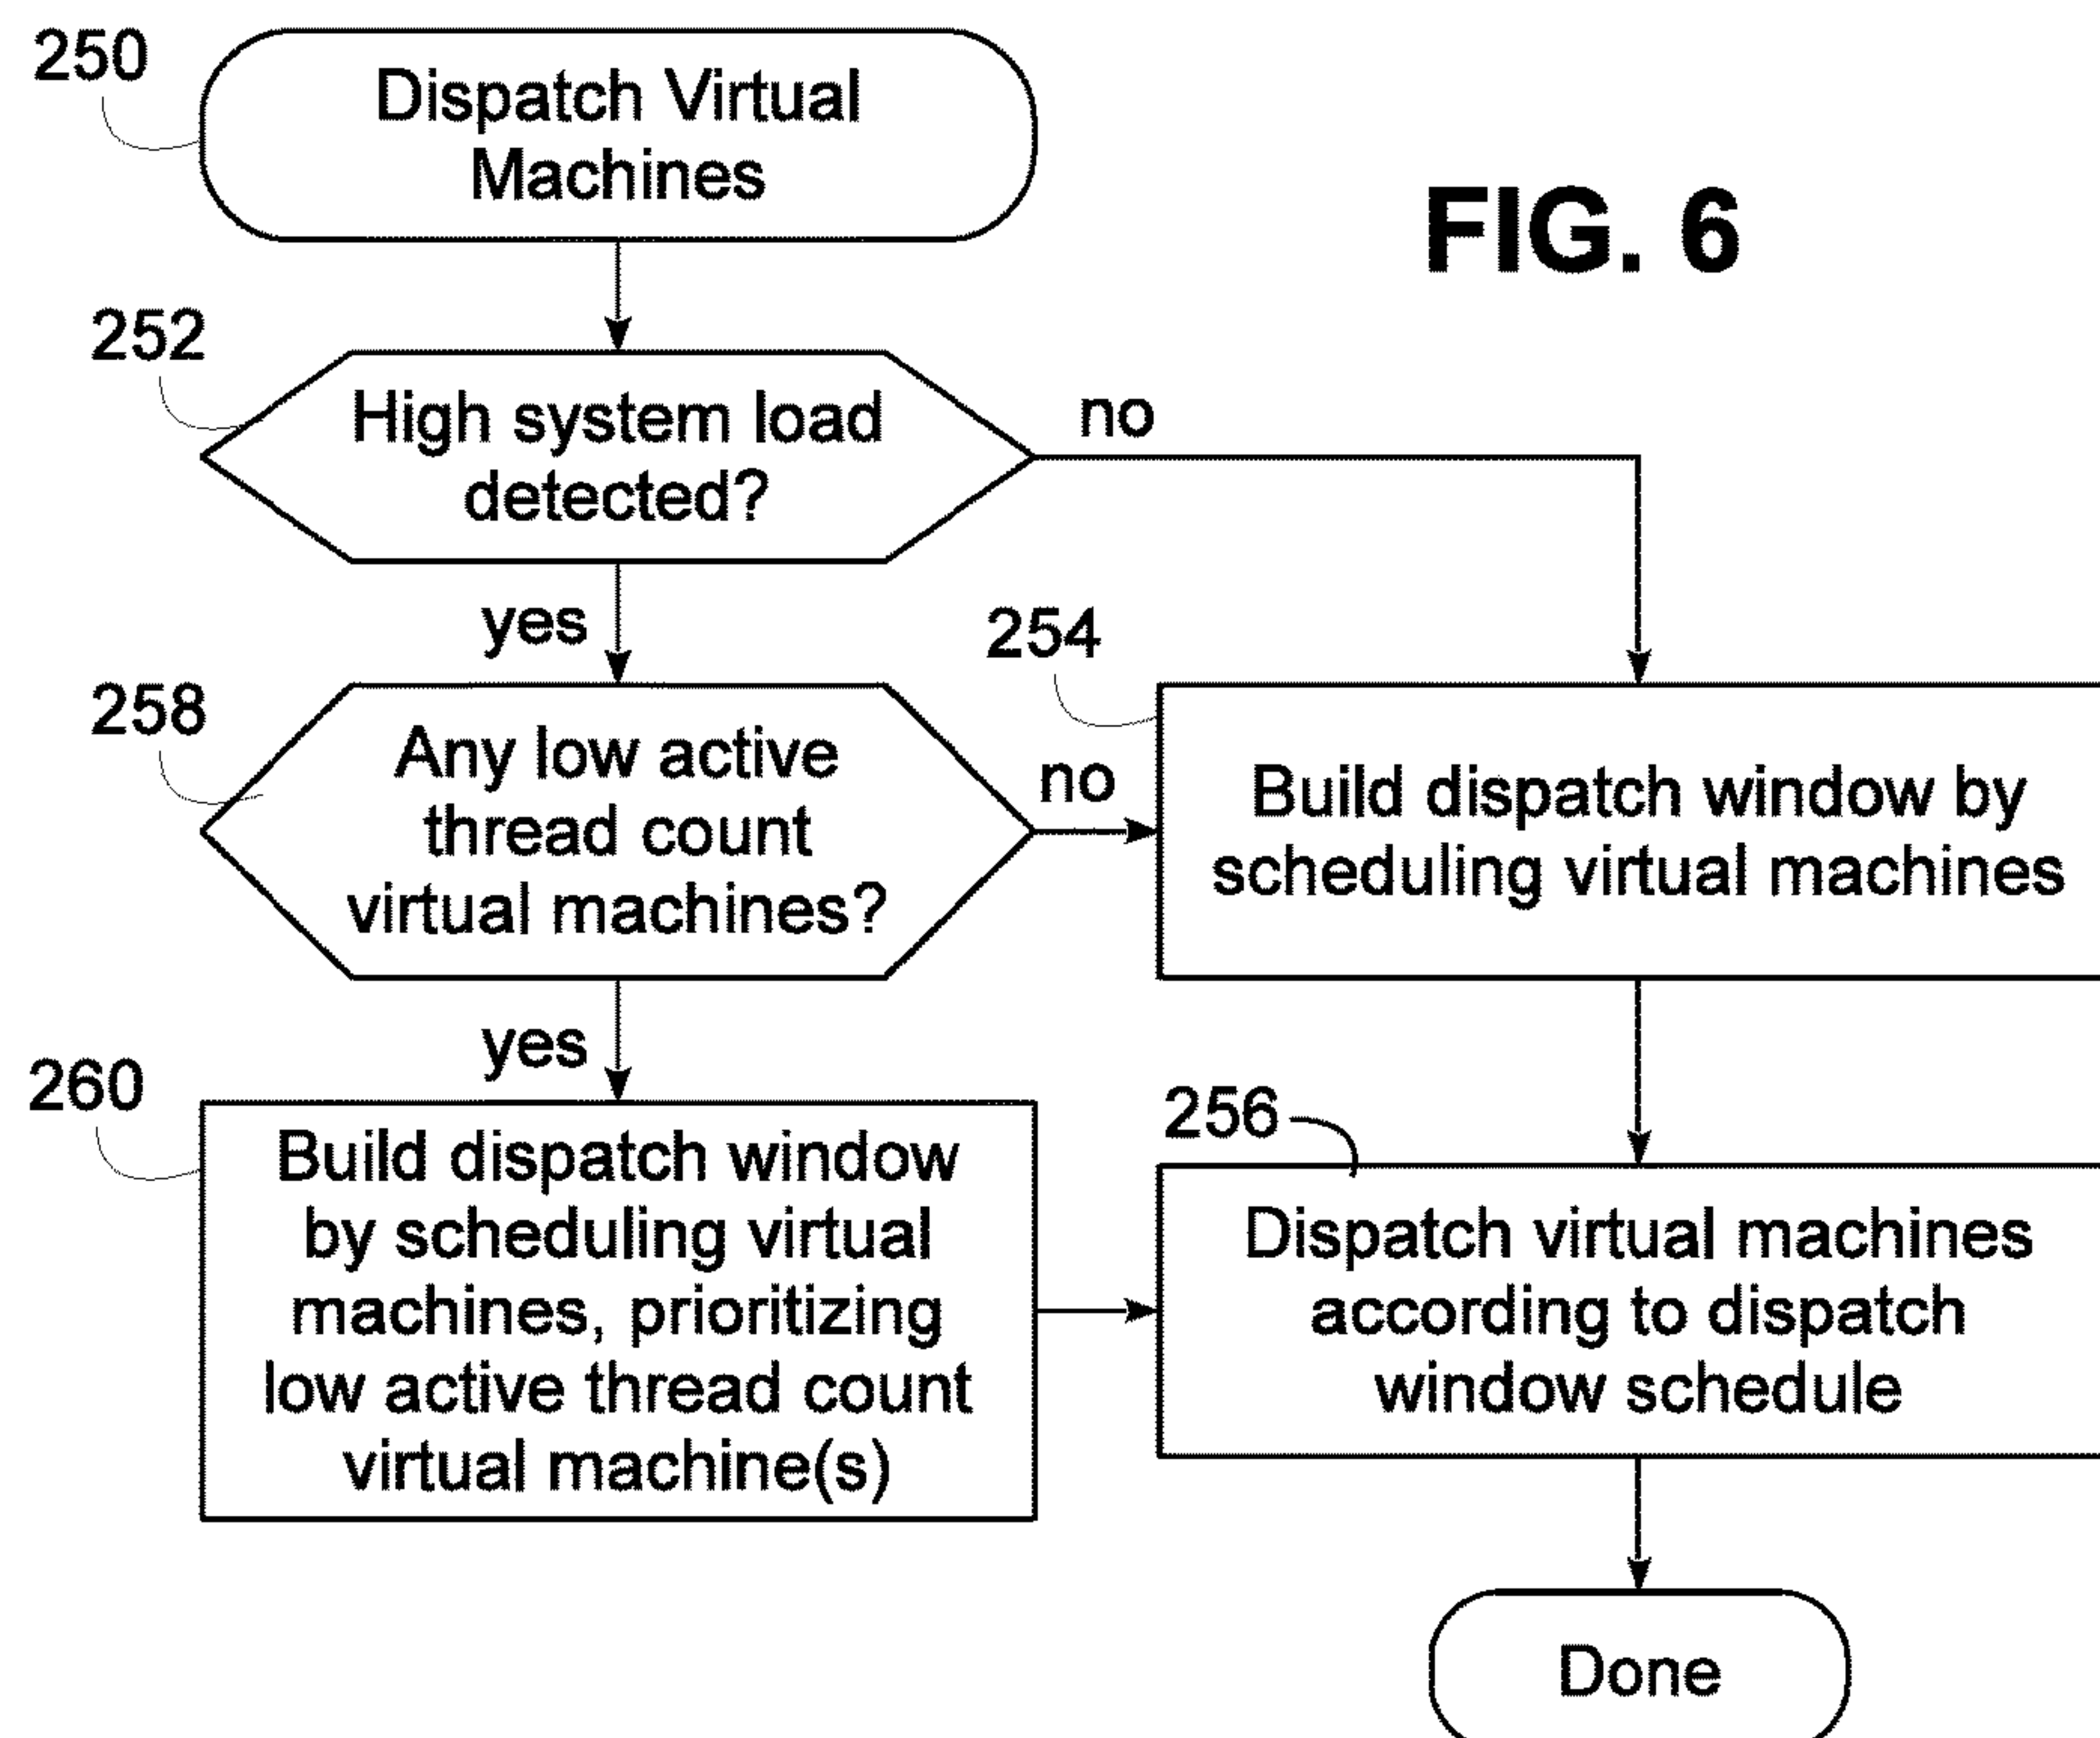 250
Dispatch Virtual
Machines
FIG. 6
252
High system load
detected?
no
yes
254
258
Any low active
thread count
virtual machines?
no
Build dispatch window by
scheduling virtual machines
yes
260
Build dispatch window
by scheduling virtual
machines, prioritizing
low active thread count
virtual machine(s)
256
Dispatch virtual machines
according to dispatch
window schedule
Done